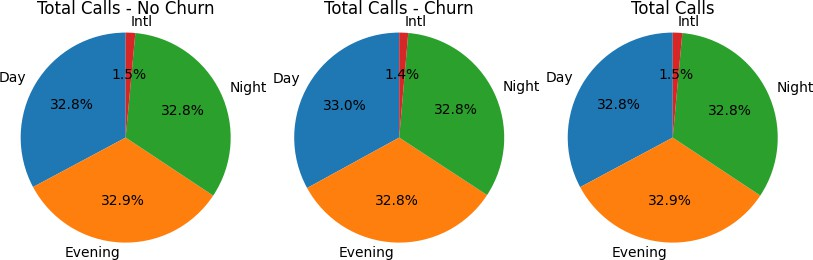 Total Calls - No Churn
Intl
1.5%
Day
32.8%
Night
32.8%
32.9%
Evening
Total Calls - Churn
Intl
1.4%
Day
33.0%
Night
32.8%
32.8%
Evening
Total Calls
Intl
1.5%
Day
32.8%
Night
32.8%
32.9%
Evening